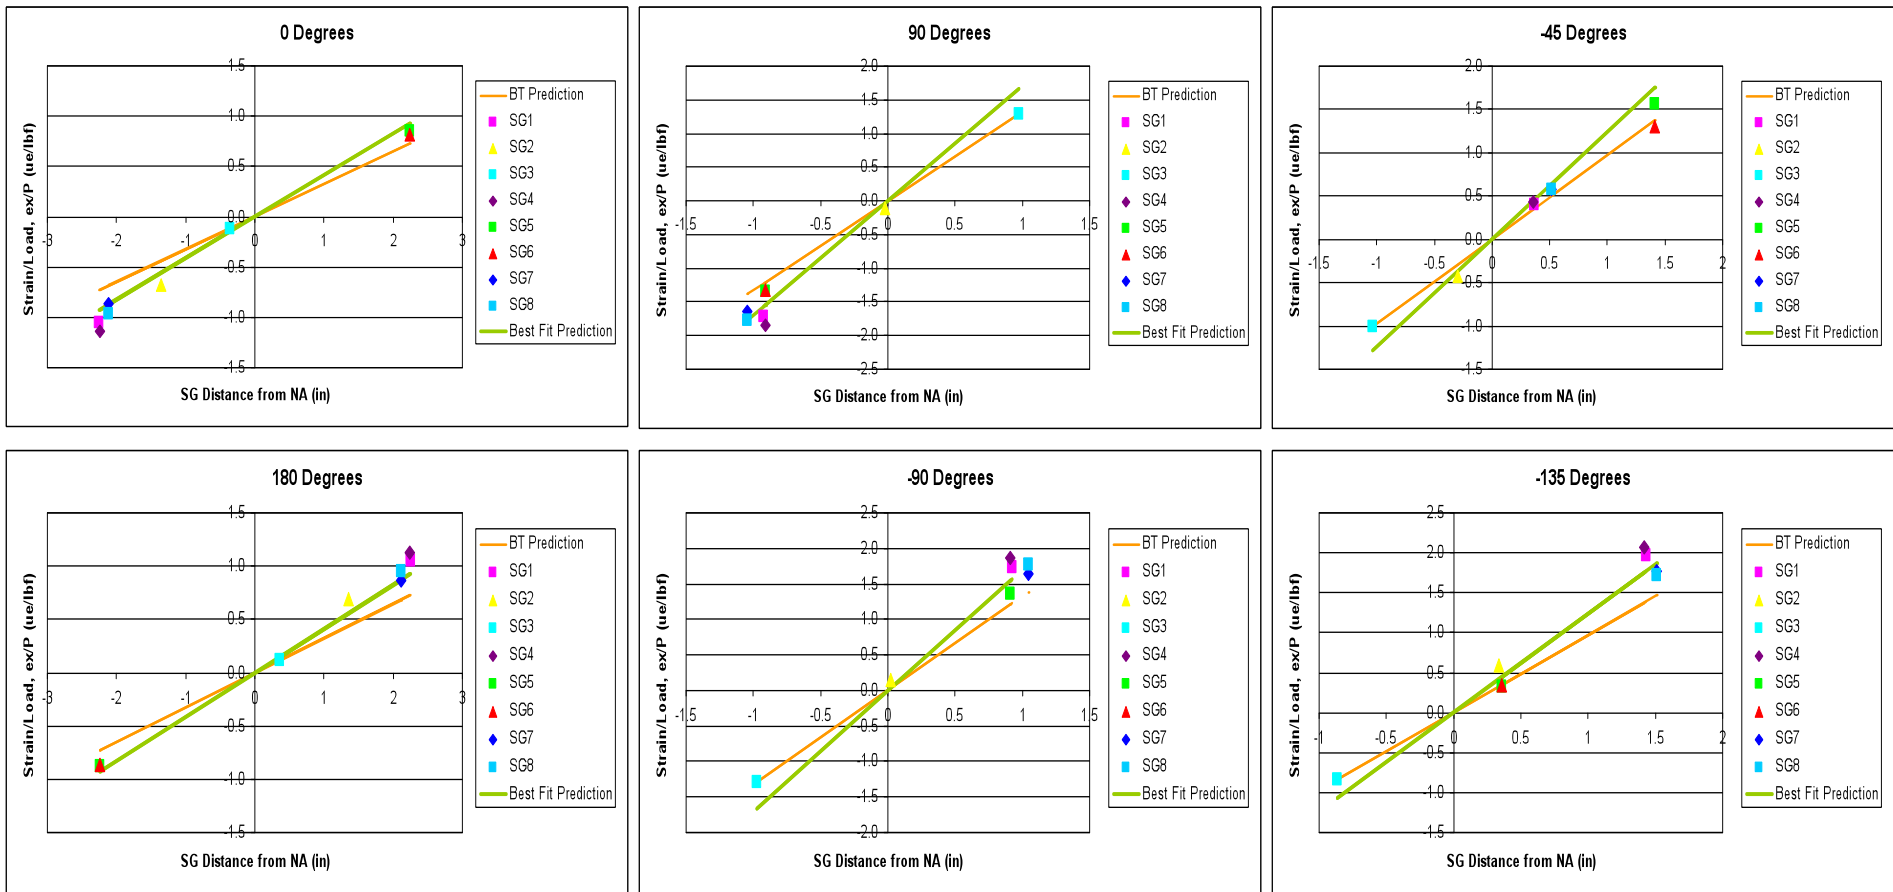 0 Degrees
Strain/Load, ex/P (ue/lbf)
1.5
1.0
0.5
0.0
-0.5
-1.0
-1.5
-3 -2 -1 0 1 2 3
SG Distance from NA (in)
BT Prediction
SG1
SG2
SG3
SG4
SG5
SG6
SG7
SG8
Best Fit Prediction
90 Degrees
Strain/Load, ex/P (ue/lbf)
2.0
1.5
1.0
0.5
0.0
-0.5
-1.0
-1.5
-2.0
-2.5
-1.5 -1 -0.5 0 0.5 1 1.5
SG Distance from NA (in)
BT Prediction
SG1
SG2
SG3
SG4
SG5
SG6
SG7
SG8
Best Fit Prediction
-45 Degrees
Strain/Load, ex/P (ue/lbf)
2.0
1.5
1.0
0.5
0.0
-0.5
-1.0
-1.5
-1.5 -1 -0.5 0 0.5 1 1.5 2
SG Distance from NA (in)
BT Prediction
SG1
SG2
SG3
SG4
SG5
SG6
SG7
SG8
Best Fit Prediction
180 Degrees
Strain/Load, ex/P (ue/lbf)
1.5
1.0
0.5
0.0
-0.5
-1.0
-1.5
-3 -2 -1 0 1 2 3
SG Distance from NA (in)
BT Prediction
SG1
SG2
SG3
SG4
SG5
SG6
SG7
SG8
Best Fit Prediction
-90 Degrees
Strain/Load, ex/P (ue/lbf)
2.5
2.0
1.5
1.0
0.5
0.0
-0.5
-1.0
-1.5
-2.0
-1.5 -1 -0.5 0 0.5 1 1.5
SG Distance from NA (in)
BT Prediction
SG1
SG2
SG3
SG4
SG5
SG6
SG7
SG8
Best Fit Prediction
-135 Degrees
Strain/Load, ex/P (ue/lbf)
2.5
2.0
1.5
1.0
0.5
0.0
-0.5
-1.0
-1.5
-1 -0.5 0 0.5 1 1.5 2
SG Distance from NA (in)
BT Prediction
SG1
SG2
SG3
SG4
SG5
SG6
SG7
SG8
Best Fit Prediction